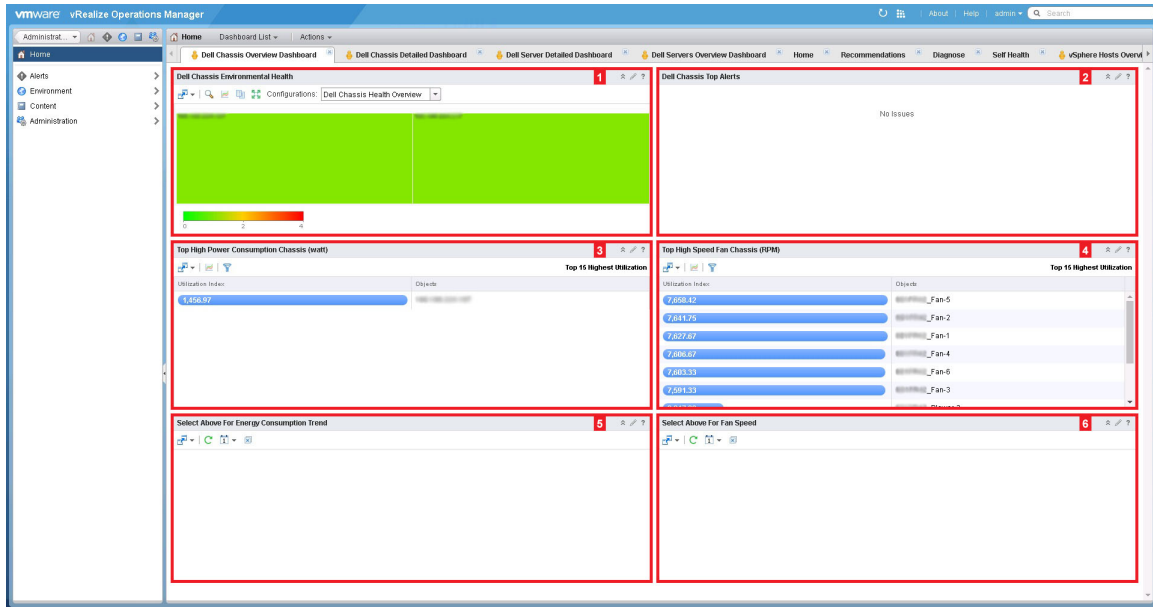 vmware vRealize Operations Manager
About Help admin Search
Administrat...
Home Dashboard List Actions
Home
Alerts
Environment
Content
Administration
Dell Chassis Overview Dashboard Dell Chassis Detailed Dashboard Dell Server Detailed Dashboard Dell Servers Overview Dashboard Home Recommendations Diagnose Self Health vSphere Hosts Overvi
Dell Chassis Environmental Health 1 ?
Configurations: Dell Chassis Health Overview
0 2 4
Dell Chassis Top Alerts 2 ?
No Issues
Top High Power Consumption Chassis (watt) 3 ?
Top 15 Highest Utilization
Utilization Index Objects
1,456.97
Top High Speed Fan Chassis (RPM) 4 ?
Top 15 Highest Utilization
Utilization Index Objects
7,658.42 _Fan-5
7,641.75 _Fan-2
7,627.67 _Fan-1
7,606.67 _Fan-4
7,603.33 _Fan-6
7,591.33 _Fan-3
Select Above For Energy Consumption Trend 5 ?
1
Select Above For Fan Speed 6 ?
1